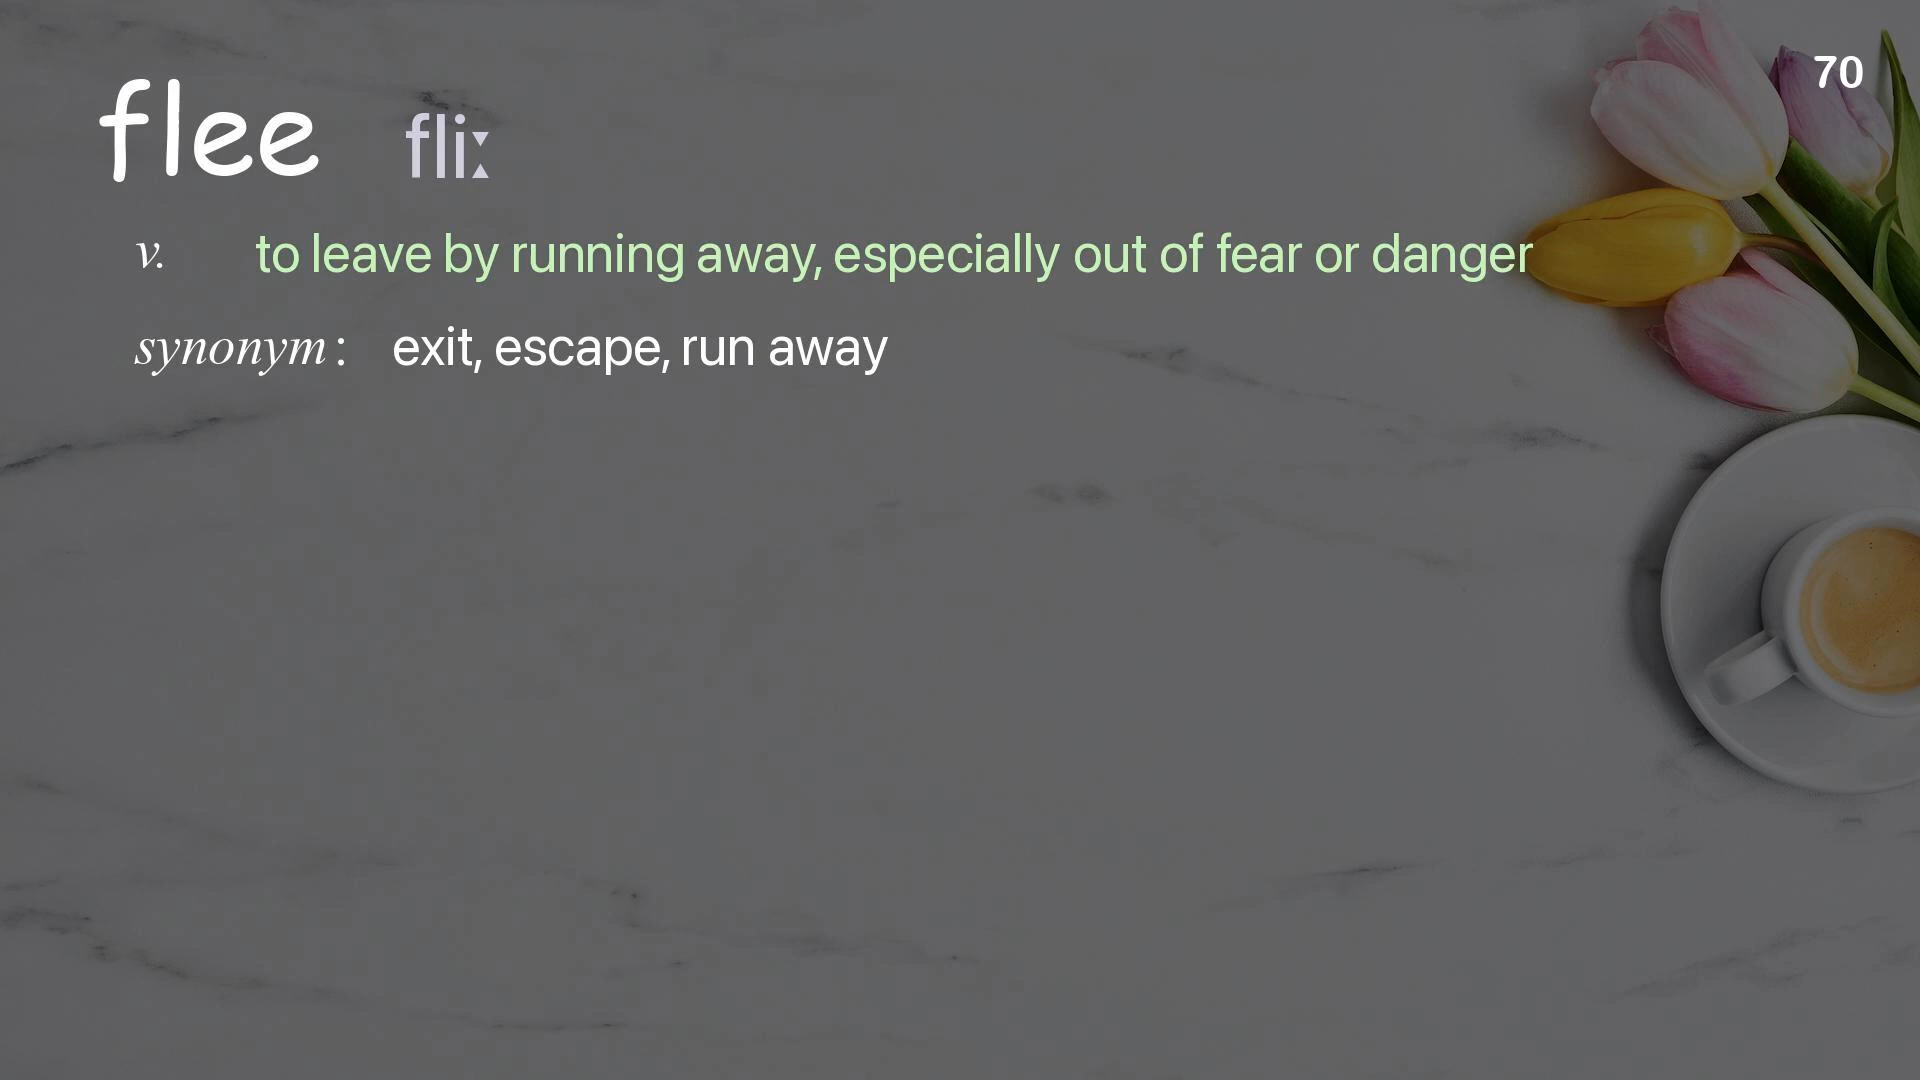 70
flee fliː
v. to leave by running away, especially out of fear or danger
synonym : exit, escape, run away